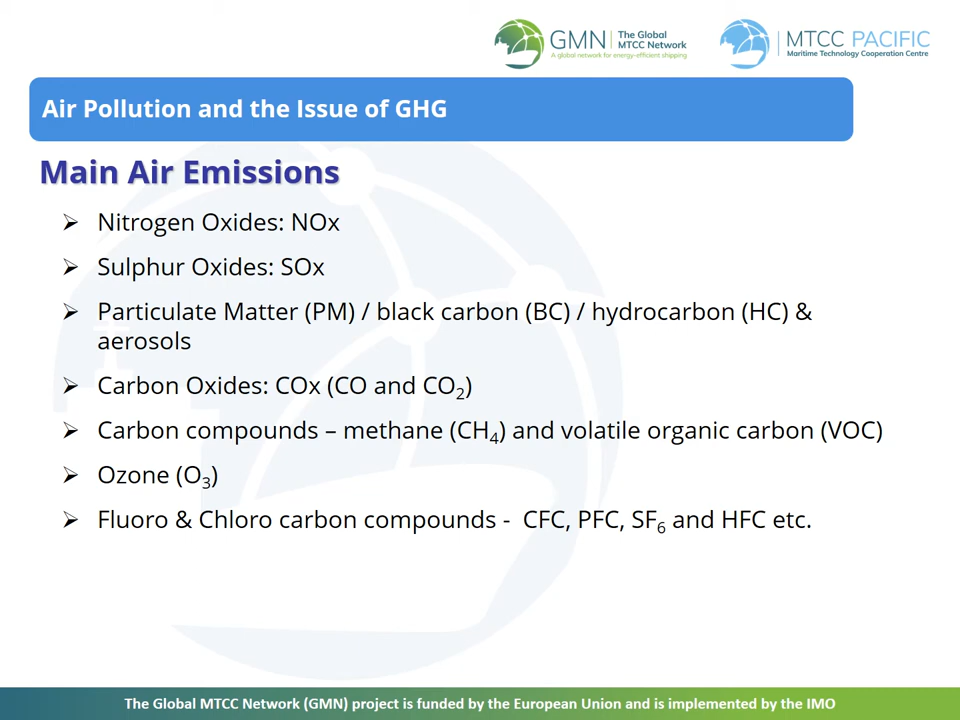 GMN
The Global
MTCC Network
A global network for energy-efficient shipping
MTCC PACIFIC
Maritime Technology Cooperation Centre
Air Pollution and the Issue of GHG
Main Air Emissions
➢ Nitrogen Oxides: NOx
➢ Sulphur Oxides: SOx
➢ Particulate Matter (PM) / black carbon (BC) / hydrocarbon (HC) &
aerosols
➢ Carbon Oxides: COx (CO and CO₂)
➢ Carbon compounds – methane (CH₄) and volatile organic carbon (VOC)
➢ Ozone (O₃)
➢ Fluoro & Chloro carbon compounds - CFC, PFC, SF₆ and HFC etc.
The Global MTCC Network (GMN) project is funded by the European Union and is implemented by the IMO